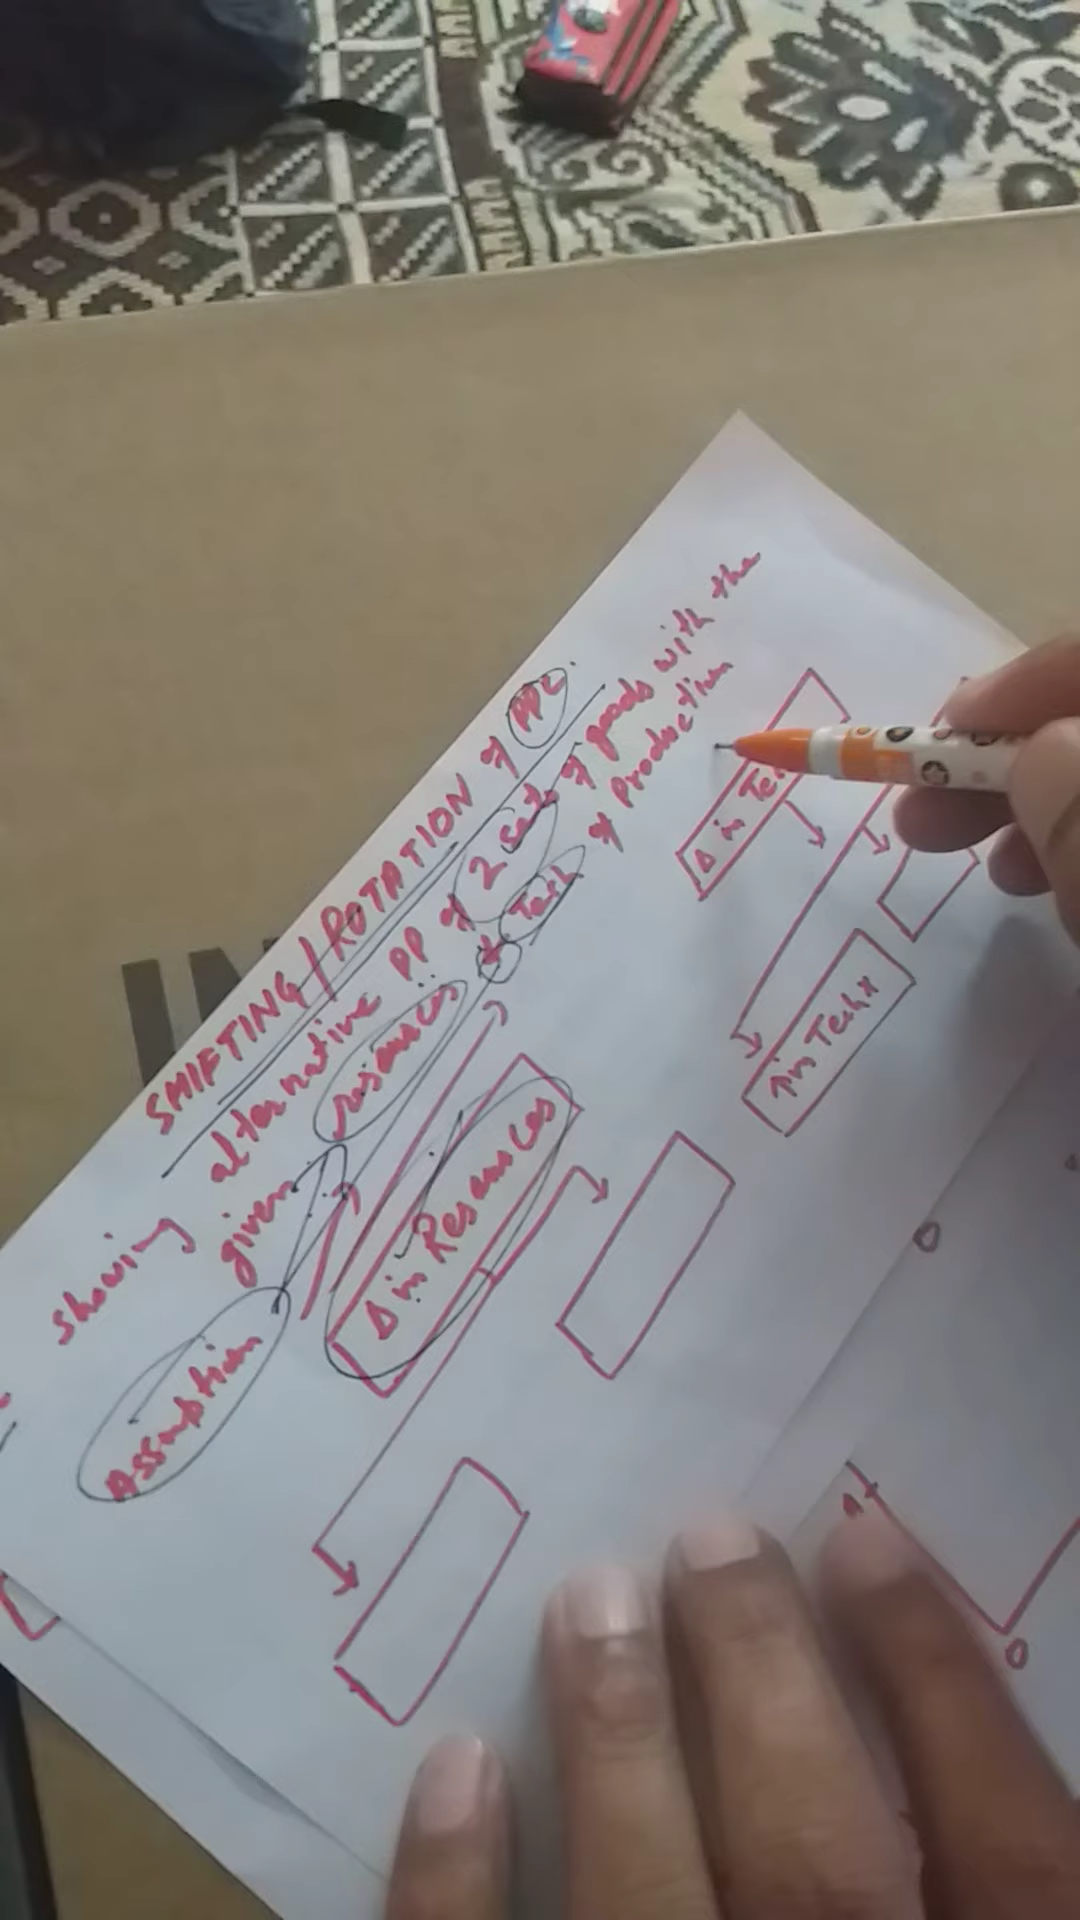 SHIFTING/ROTATION of PPC.
showing alternative PP of 2 Sets of goods with the
given resources & Tech of Production
Assumption
Δ in Resources
Δ in Tech
↑ in Tech x
O
O